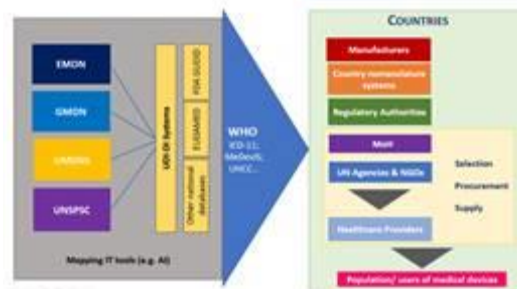 EMDN
GMDN
UMDNS
UNSPSC
UDI-DI Systems
FDA GUDID
EUDAMED
Other national
databases
Mapping IT tools (e.g. AI)
WHO
ICD-11;
MeDevIS;
UNCC...
COUNTRIES
Manufacturers
Country nomenclature
systems
Regulatory Authorities
MoH
UN Agencies & NGOs
Healthcare Providers
Selection
Procurement
Supply
Population/ users of medical devices